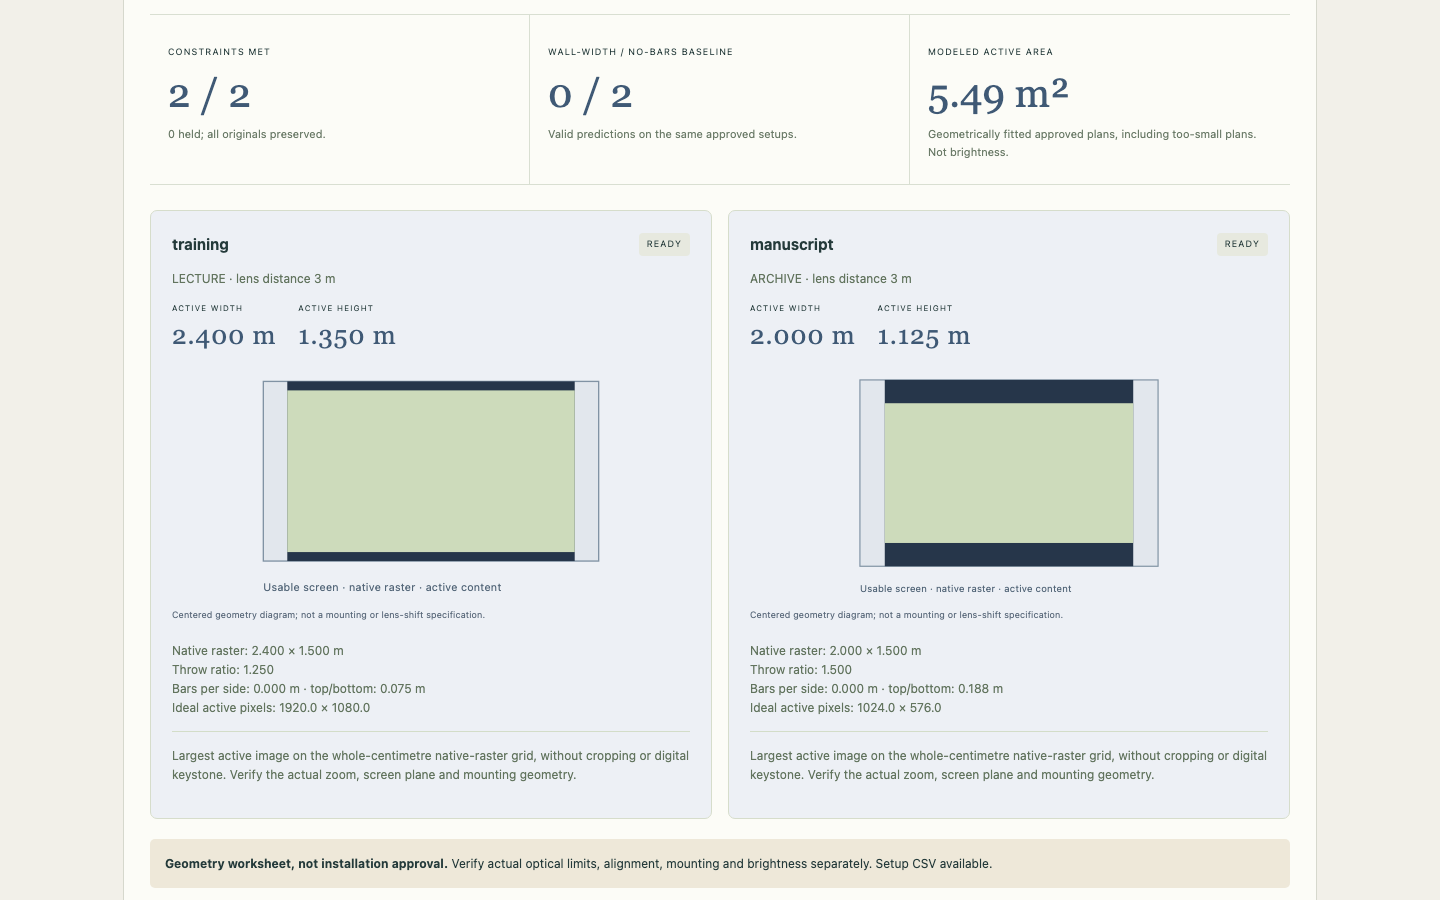 CONSTRAINTS MET
2 / 2
0 held; all originals preserved.
WALL-WIDTH / NO-BARS BASELINE
0 / 2
Valid predictions on the same approved setups.
MODELED ACTIVE AREA
5.49 m²
Geometrically fitted approved plans, including too-small plans.
Not brightness.
training
READY
LECTURE · lens distance 3 m
ACTIVE WIDTH
2.400 m
ACTIVE HEIGHT
1.350 m
Usable screen · native raster · active content
Centered geometry diagram; not a mounting or lens-shift specification.
Native raster: 2.400 × 1.500 m
Throw ratio: 1.250
Bars per side: 0.000 m · top/bottom: 0.075 m
Ideal active pixels: 1920.0 × 1080.0
Largest active image on the whole-centimetre native-raster grid, without cropping or digital
keystone. Verify the actual zoom, screen plane and mounting geometry.
manuscript
READY
ARCHIVE · lens distance 3 m
ACTIVE WIDTH
2.000 m
ACTIVE HEIGHT
1.125 m
Usable screen · native raster · active content
Centered geometry diagram; not a mounting or lens-shift specification.
Native raster: 2.000 × 1.500 m
Throw ratio: 1.500
Bars per side: 0.000 m · top/bottom: 0.188 m
Ideal active pixels: 1024.0 × 576.0
Largest active image on the whole-centimetre native-raster grid, without cropping or digital
keystone. Verify the actual zoom, screen plane and mounting geometry.
Geometry worksheet, not installation approval. Verify actual optical limits, alignment, mounting and brightness separately. Setup CSV available.